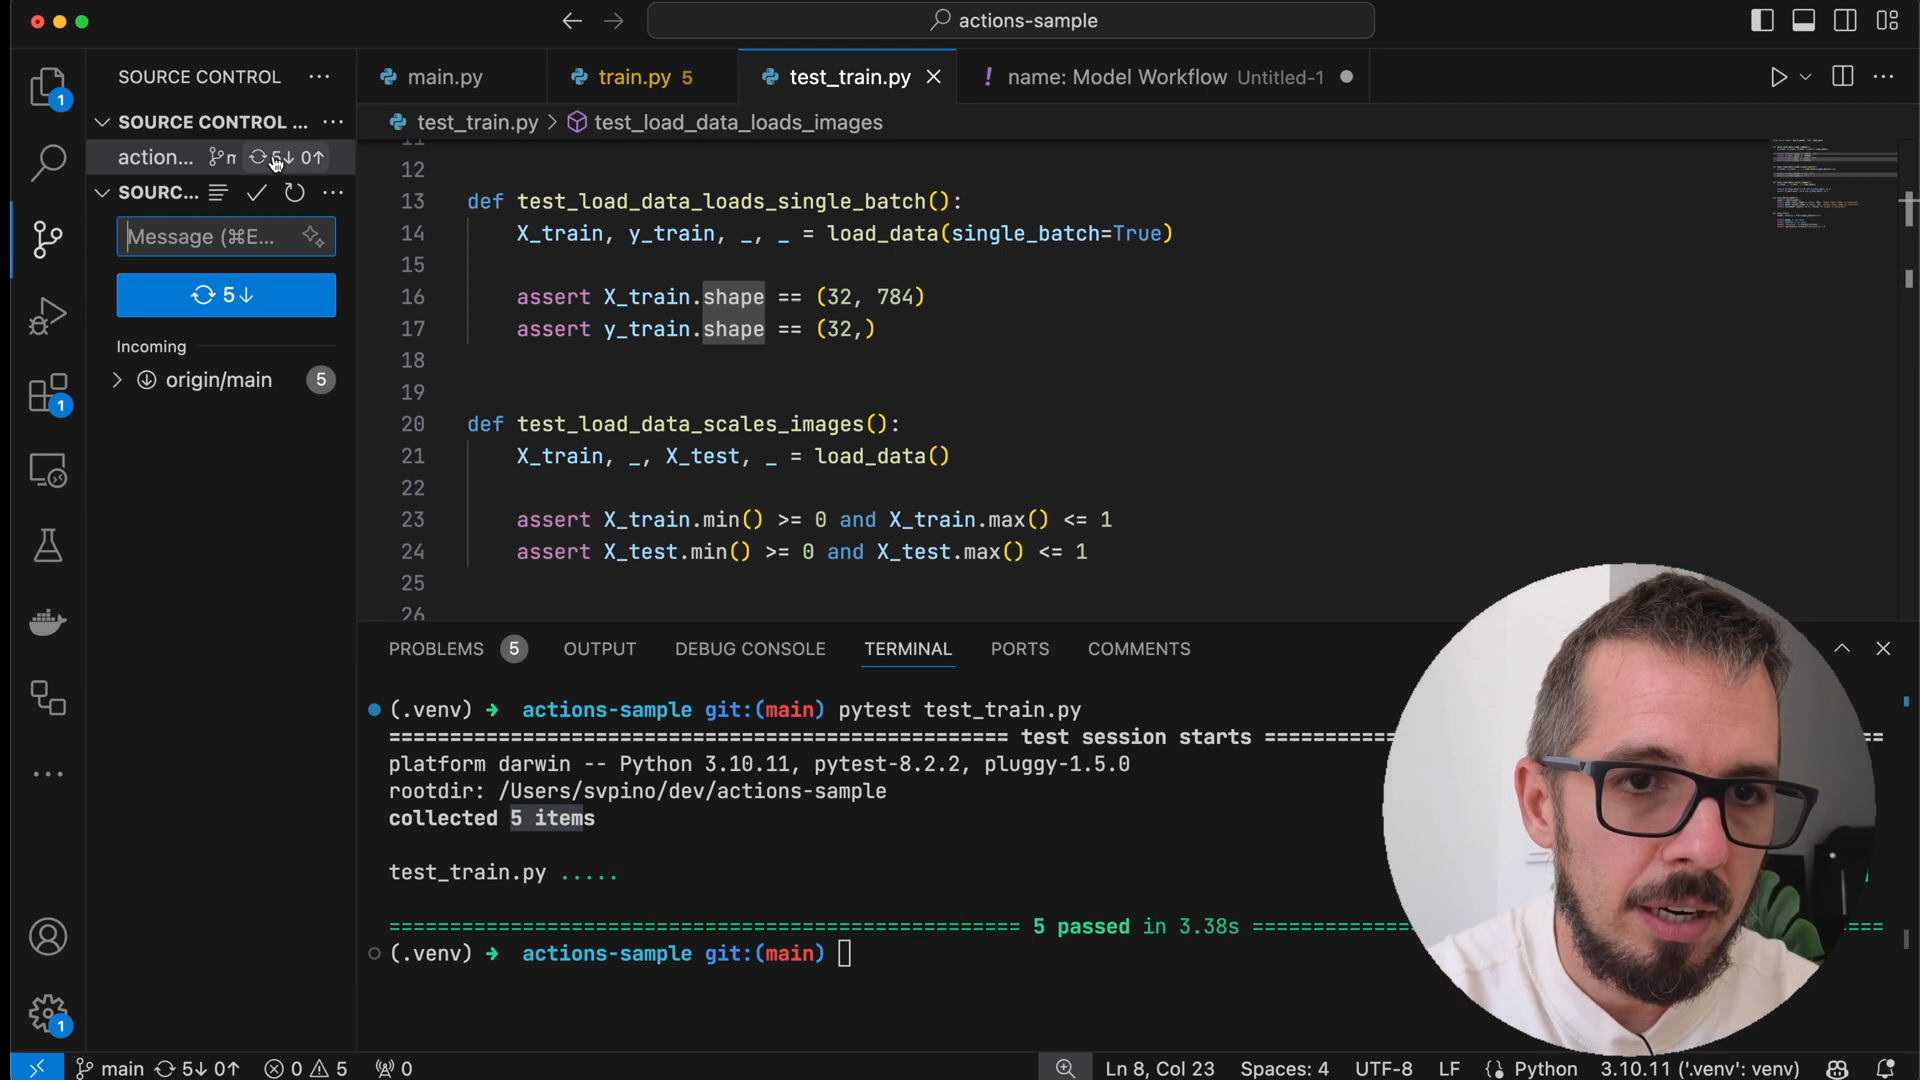 actions-sample
SOURCE CONTROL
main.py
train.py 5
test_train.py
! name: Model Workflow Untitled-1
SOURCE CONTROL ...
test_train.py > test_load_data_loads_images
action...
5↓ 0↑
SOURC...
Message (⌘E...
5↓
Incoming
origin/main 5
1
1
1
11
12
13 def test_load_data_loads_single_batch():
14 X_train, y_train, _, _ = load_data(single_batch=True)
15
16 assert X_train.shape == (32, 784)
17 assert y_train.shape == (32,)
18
19
20 def test_load_data_scales_images():
21 X_train, _, X_test, _ = load_data()
22
23 assert X_train.min() >= 0 and X_train.max() <= 1
24 assert X_test.min() >= 0 and X_test.max() <= 1
25
26
PROBLEMS 5 OUTPUT DEBUG CONSOLE TERMINAL PORTS COMMENTS
(.venv) → actions-sample git:(main) pytest test_train.py
test session starts
platform darwin -- Python 3.10.11, pytest-8.2.2, pluggy-1.5.0
rootdir: /Users/svpino/dev/actions-sample
collected 5 items
test_train.py .....
5 passed in 3.38s
(.venv) → actions-sample git:(main)
main 5↓ 0↑ 0 5 0 Ln 8, Col 23 Spaces: 4 UTF-8 LF Python 3.10.11 ('.venv': venv)